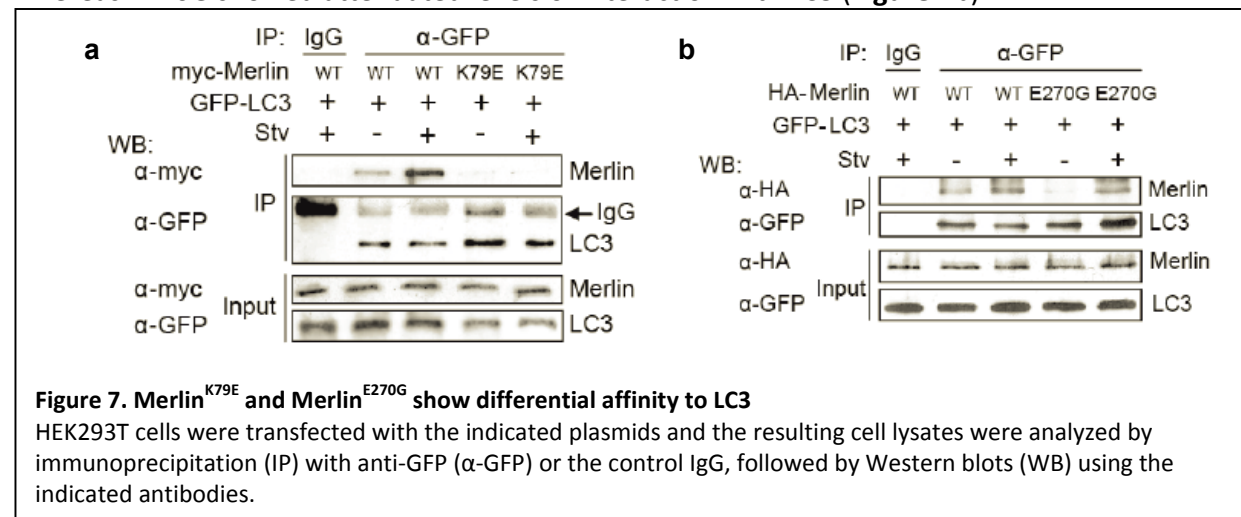 a
IP: IgG α-GFP
myc-Merlin WT WT WT K79E K79E
GFP-LC3 + + + + +
Stv + - + - +
WB:
α-myc IP Merlin
α-GFP IgG
LC3
α-myc Input Merlin
α-GFP LC3
b
IP: IgG α-GFP
HA-Merlin WT WT WT E270G E270G
GFP-LC3 + + + + +
WB: Stv + - + - +
α-HA IP Merlin
α-GFP LC3
α-HA Input Merlin
α-GFP LC3
Figure 7. Merlin^K79E and Merlin^E270G show differential affinity to LC3
HEK293T cells were transfected with the indicated plasmids and the resulting cell lysates were analyzed by
immunoprecipitation (IP) with anti-GFP (α-GFP) or the control IgG, followed by Western blots (WB) using the
indicated antibodies.